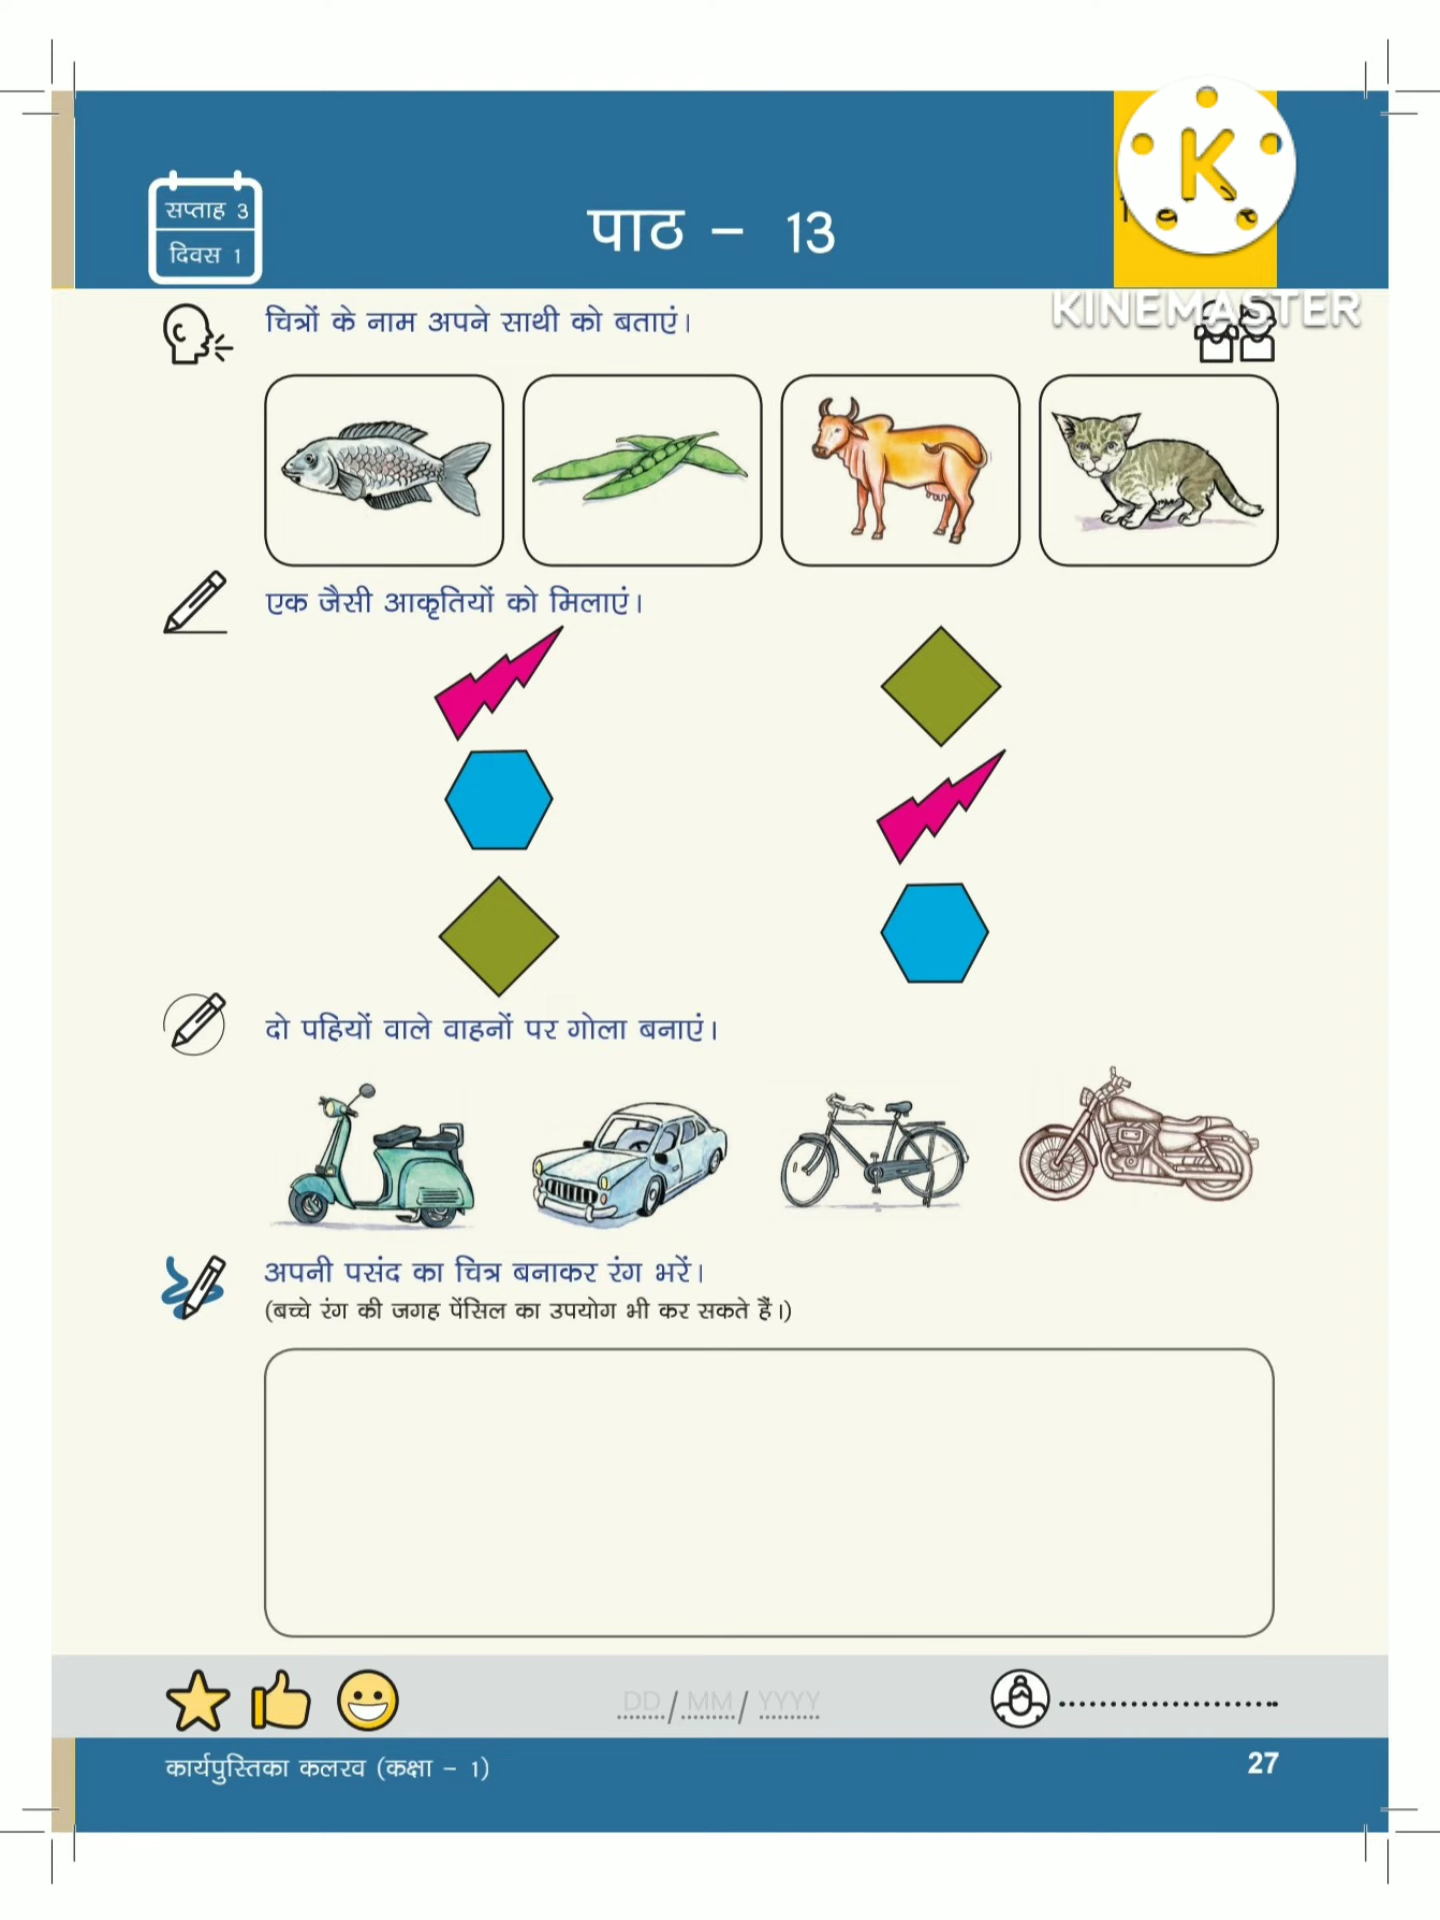 सप्ताह 3
दिवस 1
पाठ – 13
K
KINEMASTER
चित्रों के नाम अपने साथी को बताएं।
एक जैसी आकृतियों को मिलाएं।
दो पहियों वाले वाहनों पर गोला बनाएं।
अपनी पसंद का चित्र बनाकर रंग भरें।
(बच्चे रंग की जगह पेंसिल का उपयोग भी कर सकते हैं।)
DD / MM / YYYY
कार्यपुस्तिका कलरव (कक्षा – 1)
27